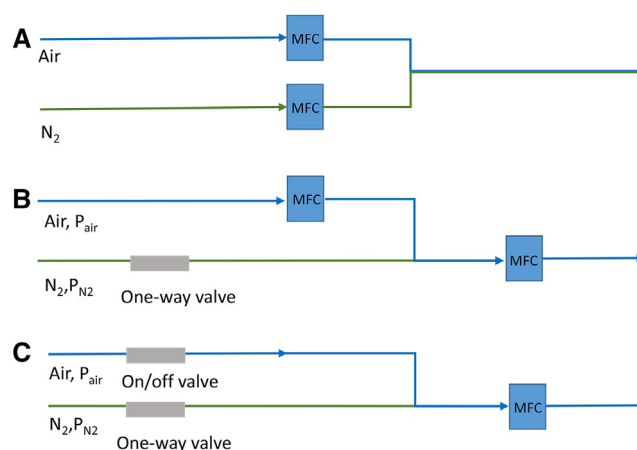 A
MFC
Air
MFC
N₂
B
MFC
Air, Pair
MFC
N₂,PN2
One-way valve
C
Air, Pair
On/off valve
MFC
N₂,PN2
One-way valve